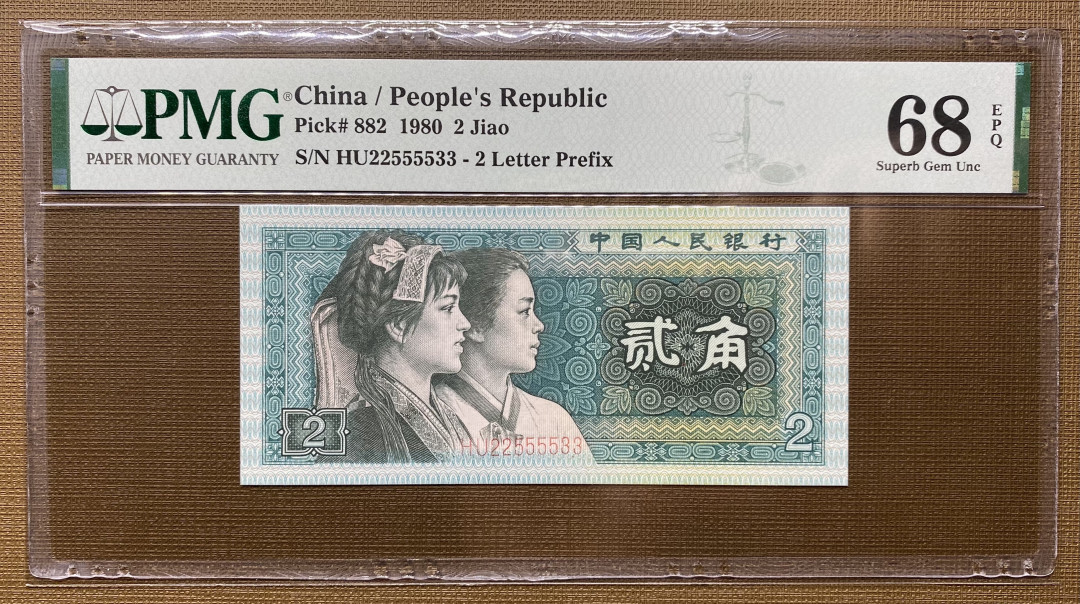 PMG®
PAPER MONEY GUARANTY
China / People's Republic
Pick# 882 1980 2 Jiao
S/N HU22555533 - 2 Letter Prefix
68
EPQ
Superb Gem Unc
中国人民银行
贰角
2
HU22555533
2